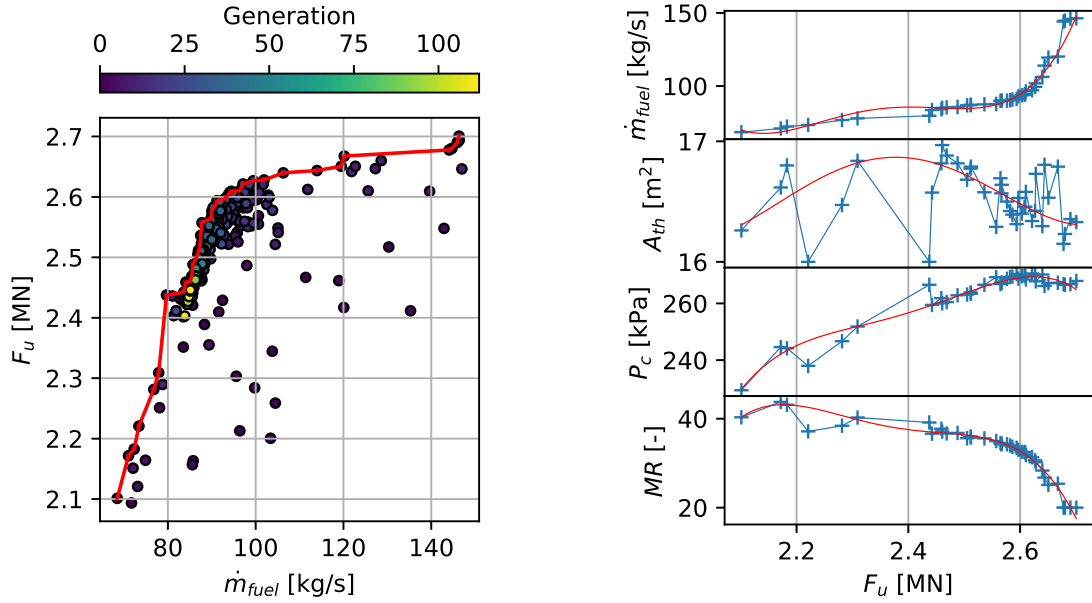 Generation
0 25 50 75 100
2.7
2.6
2.5
2.4
2.3
2.2
2.1
F_u [MN]
80 100 120 140
ṁ_fuel [kg/s]
150
100
ṁ_fuel [kg/s]
17
16
A_th [m²]
260
240
P_c [kPa]
40
20
MR [-]
2.2 2.4 2.6
F_u [MN]